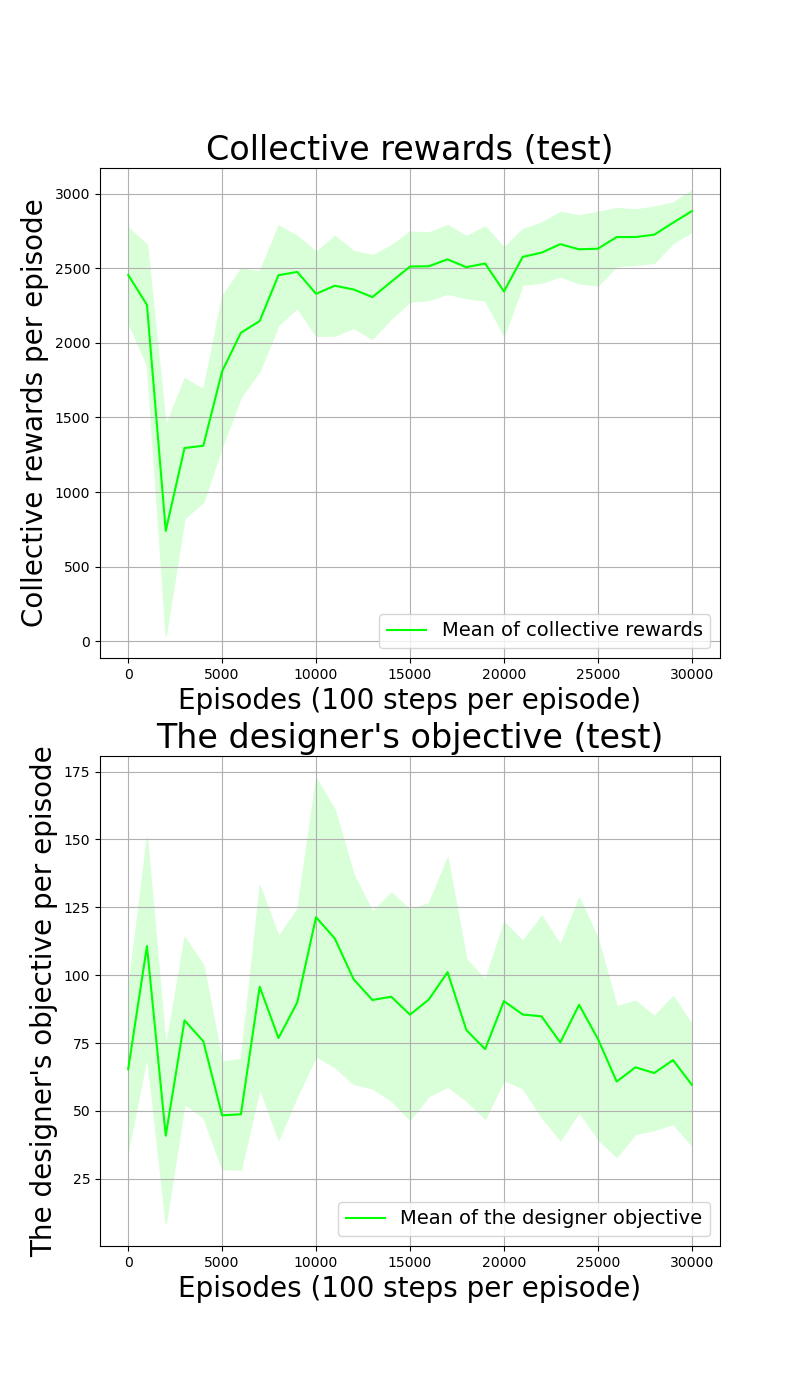 Collective rewards (test)
Collective rewards per episode
3000
2500
2000
1500
1000
500
0
Mean of collective rewards
0 5000 10000 15000 20000 25000 30000
Episodes (100 steps per episode)
The designer's objective (test)
The designer's objective per episode
175
150
125
100
75
50
25
Mean of the designer objective
0 5000 10000 15000 20000 25000 30000
Episodes (100 steps per episode)